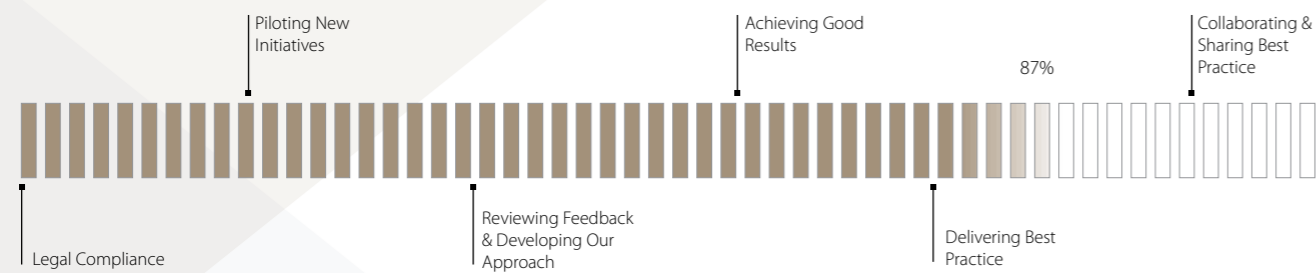 Piloting New
Initiatives
Achieving Good
Results
Collaborating &
Sharing Best
Practice
87%
Legal Compliance
Reviewing Feedback
& Developing Our
Approach
Delivering Best
Practice